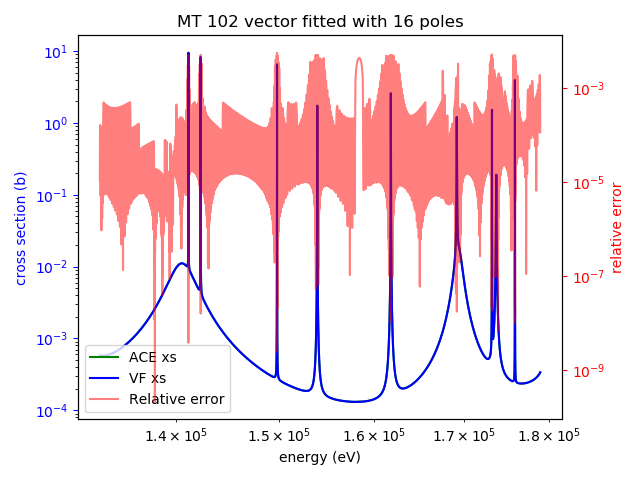 MT 102 vector fitted with 16 poles
cross section (b)
10¹
10⁰
10⁻¹
10⁻²
10⁻³
10⁻⁴
10⁻³
10⁻⁵
10⁻⁷
10⁻⁹
relative error
ACE xs
VF xs
Relative error
1.4 × 10⁵
1.5 × 10⁵
1.6 × 10⁵
1.7 × 10⁵
1.8 × 10⁵
energy (eV)